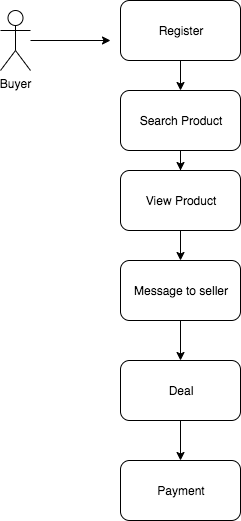 Register
Buyer
Search Product
View Product
Message to seller
Deal
Payment